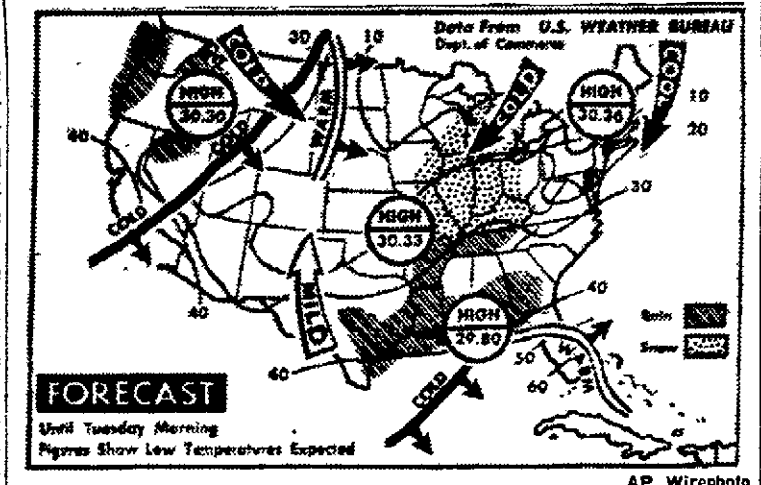 Data From U.S. WEATHER BUREAU
Dept. of Commerce
30
10
COLD
HIGH
30.30
WARM
COLD
HIGH
30.36
COLD
10
20
40
COLD
30
COLD
HIGH
30.33
40
MILD
HIGH
29.80
40
Rain
Snow
50
60
WARM
40
COLD
FORECAST
Until Tuesday Morning
Figures Show Low Temperatures Expected
AP Wirephoto